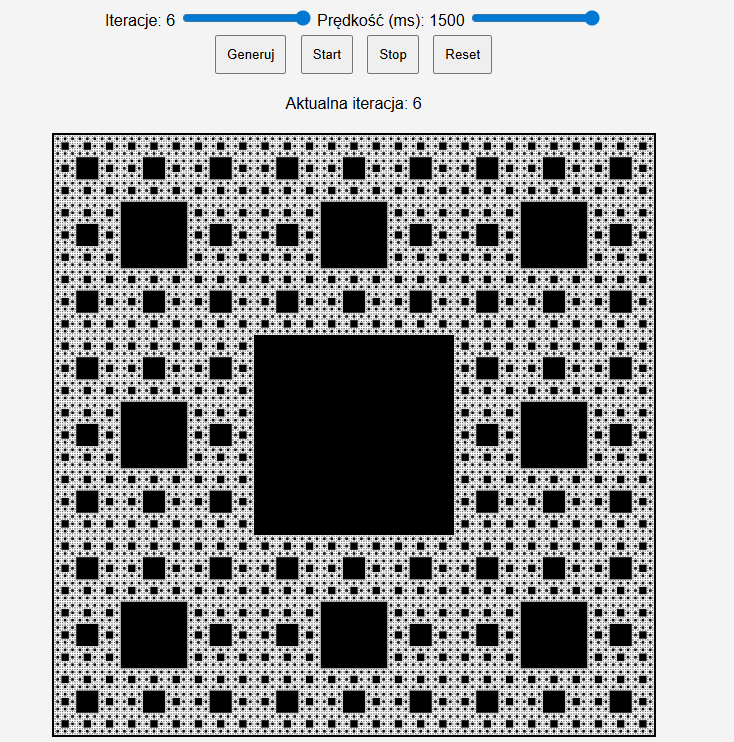 Iteracje: 6 Prędkość (ms): 1500
Generuj Start Stop Reset
Aktualna iteracja: 6